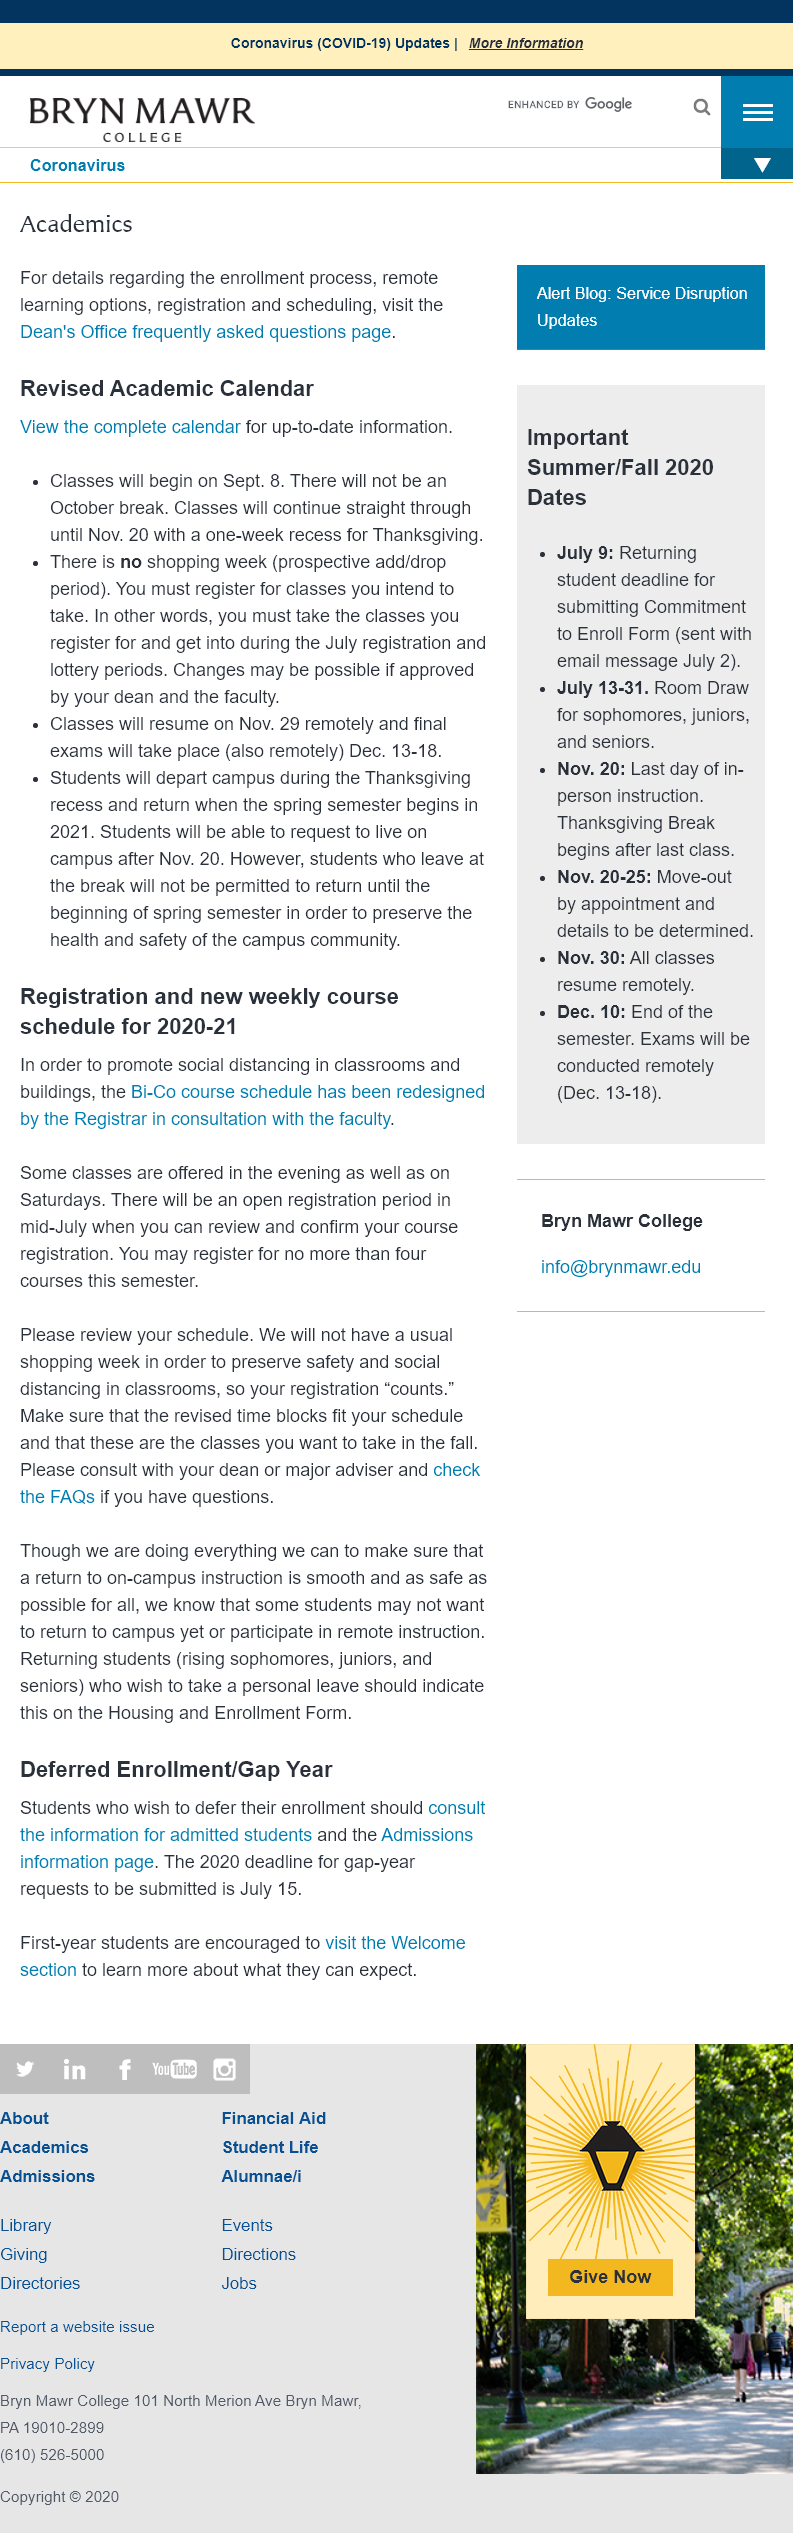 Coronavirus (COVID-19) Updates | More Information
BRYN MAWR
COLLEGE
ENHANCED BY Google
Coronavirus
Academics
For details regarding the enrollment process, remote
learning options, registration and scheduling, visit the
Dean's Office frequently asked questions page.
Revised Academic Calendar
View the complete calendar for up-to-date information.
• Classes will begin on Sept. 8. There will not be an
October break. Classes will continue straight through
until Nov. 20 with a one-week recess for Thanksgiving.
• There is no shopping week (prospective add/drop
period). You must register for classes you intend to
take. In other words, you must take the classes you
register for and get into during the July registration and
lottery periods. Changes may be possible if approved
by your dean and the faculty.
• Classes will resume on Nov. 29 remotely and final
exams will take place (also remotely) Dec. 13-18.
• Students will depart campus during the Thanksgiving
recess and return when the spring semester begins in
2021. Students will be able to request to live on
campus after Nov. 20. However, students who leave at
the break will not be permitted to return until the
beginning of spring semester in order to preserve the
health and safety of the campus community.
Registration and new weekly course
schedule for 2020-21
In order to promote social distancing in classrooms and
buildings, the Bi-Co course schedule has been redesigned
by the Registrar in consultation with the faculty.
Some classes are offered in the evening as well as on
Saturdays. There will be an open registration period in
mid-July when you can review and confirm your course
registration. You may register for no more than four
courses this semester.
Please review your schedule. We will not have a usual
shopping week in order to preserve safety and social
distancing in classrooms, so your registration “counts.”
Make sure that the revised time blocks fit your schedule
and that these are the classes you want to take in the fall.
Please consult with your dean or major adviser and check
the FAQs if you have questions.
Though we are doing everything we can to make sure that
a return to on-campus instruction is smooth and as safe as
possible for all, we know that some students may not want
to return to campus yet or participate in remote instruction.
Returning students (rising sophomores, juniors, and
seniors) who wish to take a personal leave should indicate
this on the Housing and Enrollment Form.
Deferred Enrollment/Gap Year
Students who wish to defer their enrollment should consult
the information for admitted students and the Admissions
information page. The 2020 deadline for gap-year
requests to be submitted is July 15.
First-year students are encouraged to visit the Welcome
section to learn more about what they can expect.
Alert Blog: Service Disruption
Updates
Important
Summer/Fall 2020
Dates
• July 9: Returning
student deadline for
submitting Commitment
to Enroll Form (sent with
email message July 2).
• July 13-31. Room Draw
for sophomores, juniors,
and seniors.
• Nov. 20: Last day of in-
person instruction.
Thanksgiving Break
begins after last class.
• Nov. 20-25: Move-out
by appointment and
details to be determined.
• Nov. 30: All classes
resume remotely.
• Dec. 10: End of the
semester. Exams will be
conducted remotely
(Dec. 13-18).
Bryn Mawr College
info@brynmawr.edu
in
f
YouTube
About
Academics
Admissions
Financial Aid
Student Life
Alumnae/i
Library
Giving
Directories
Events
Directions
Jobs
Report a website issue
Privacy Policy
Bryn Mawr College 101 North Merion Ave Bryn Mawr,
PA 19010-2899
(610) 526-5000
Copyright © 2020
Give Now